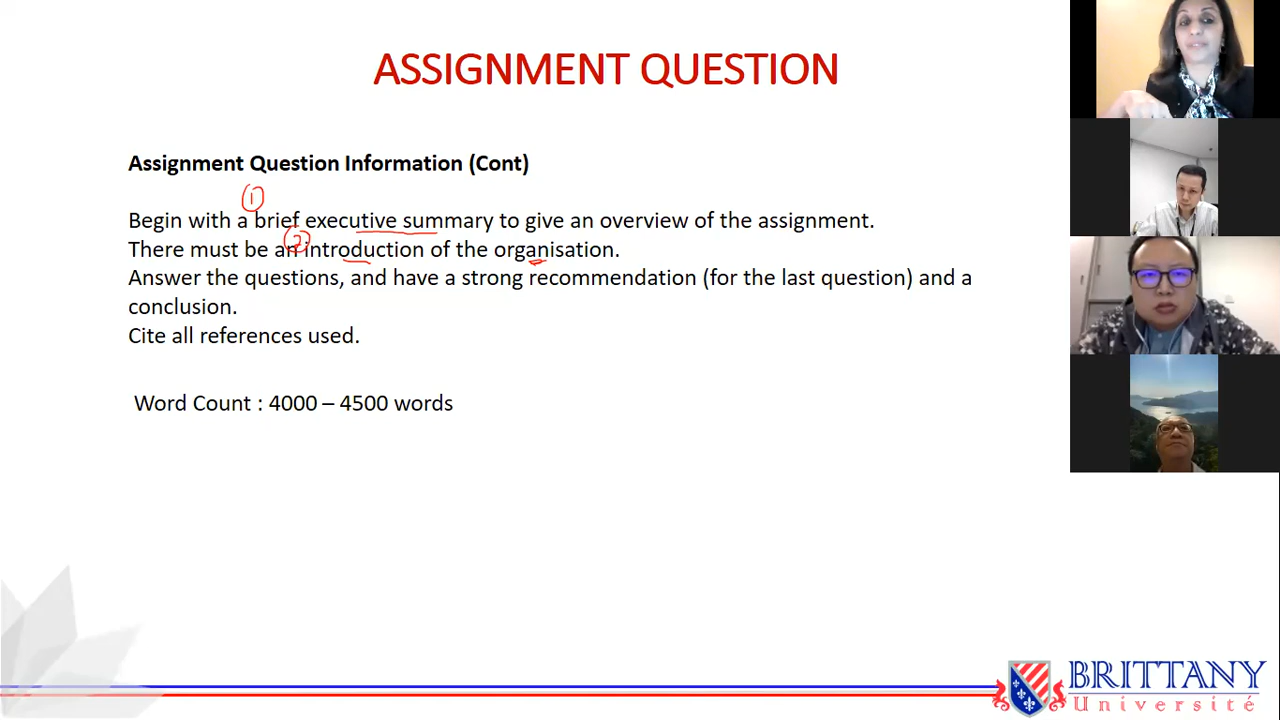 ASSIGNMENT QUESTION
Assignment Question Information (Cont)
1
Begin with a brief executive summary to give an overview of the assignment.
2
There must be an introduction of the organisation.
Answer the questions, and have a strong recommendation (for the last question) and a
conclusion.
Cite all references used.
Word Count : 4000 – 4500 words
BRITTANY
Université